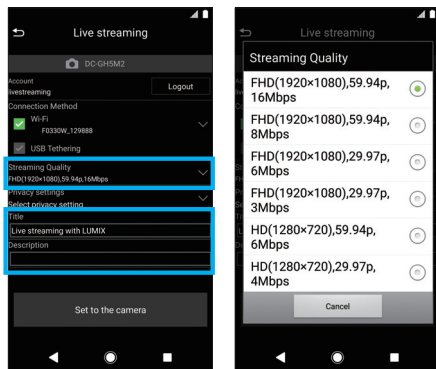 Live streaming
DC-GH5M2
Account
livestreaming
Logout
Connection Method
Wi-Fi
F0330W_129888
USB Tethering
Streaming Quality
FHD(1920×1080),59.94p,16Mbps
Privacy settings
Select privacy setting
Title
Live streaming with LUMIX
Description
Set to the camera
Live streaming
Streaming Quality
FHD(1920×1080),59.94p,
16Mbps
FHD(1920×1080),59.94p,
8Mbps
FHD(1920×1080),29.97p,
6Mbps
FHD(1920×1080),29.97p,
3Mbps
HD(1280×720),59.94p,
6Mbps
HD(1280×720),29.97p,
4Mbps
Cancel